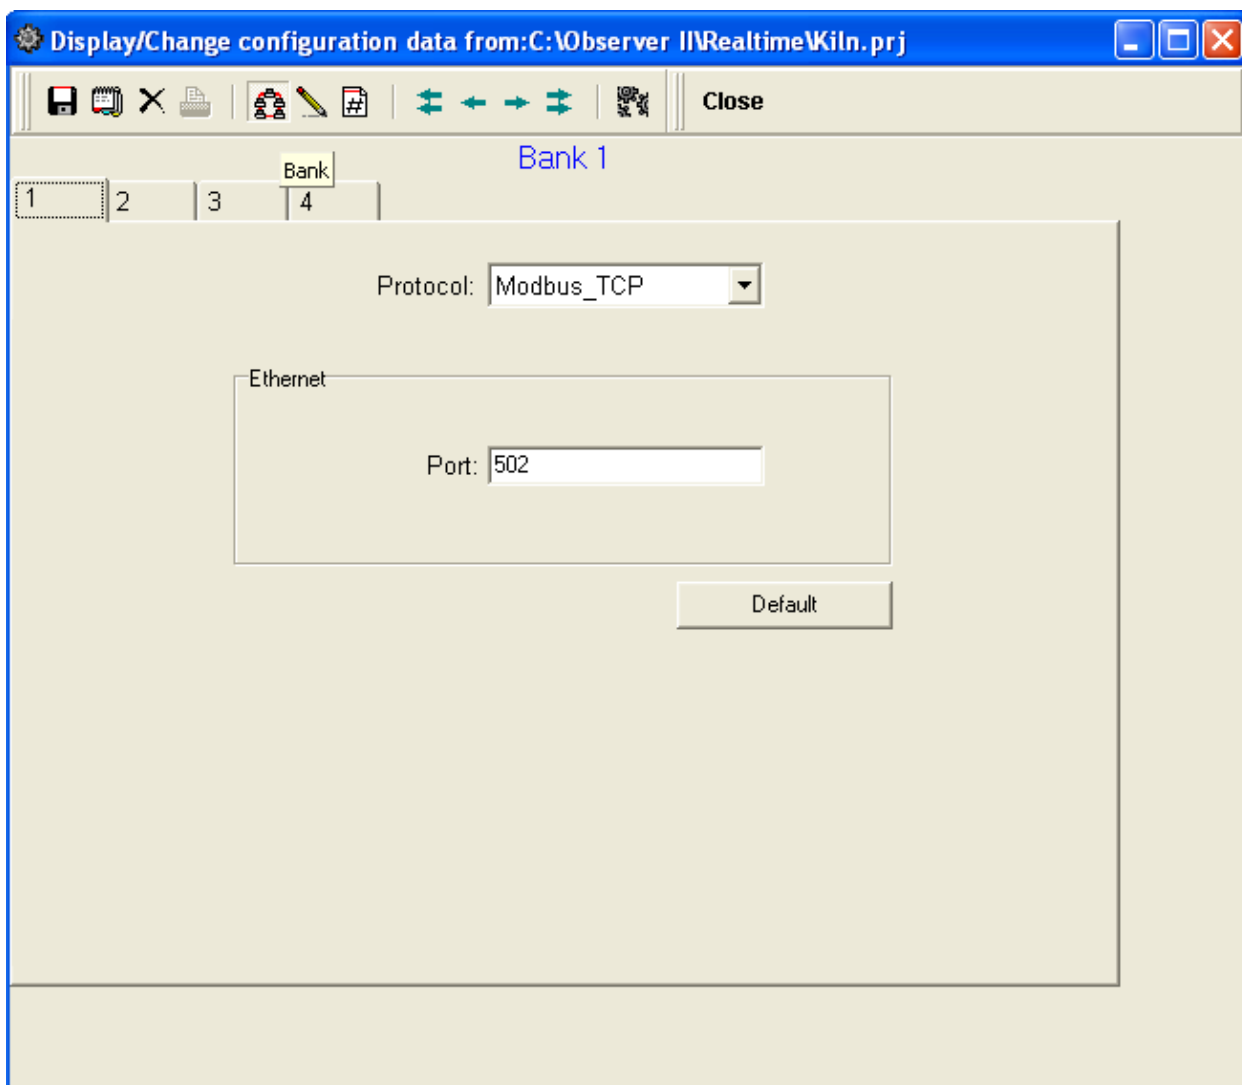 Display/Change configuration data from:C:\Observer II\Realtime\Kiln.prj
Close
Bank 1
Bank
1 2 3 4
Protocol: Modbus_TCP
Ethernet
Port: 502
Default